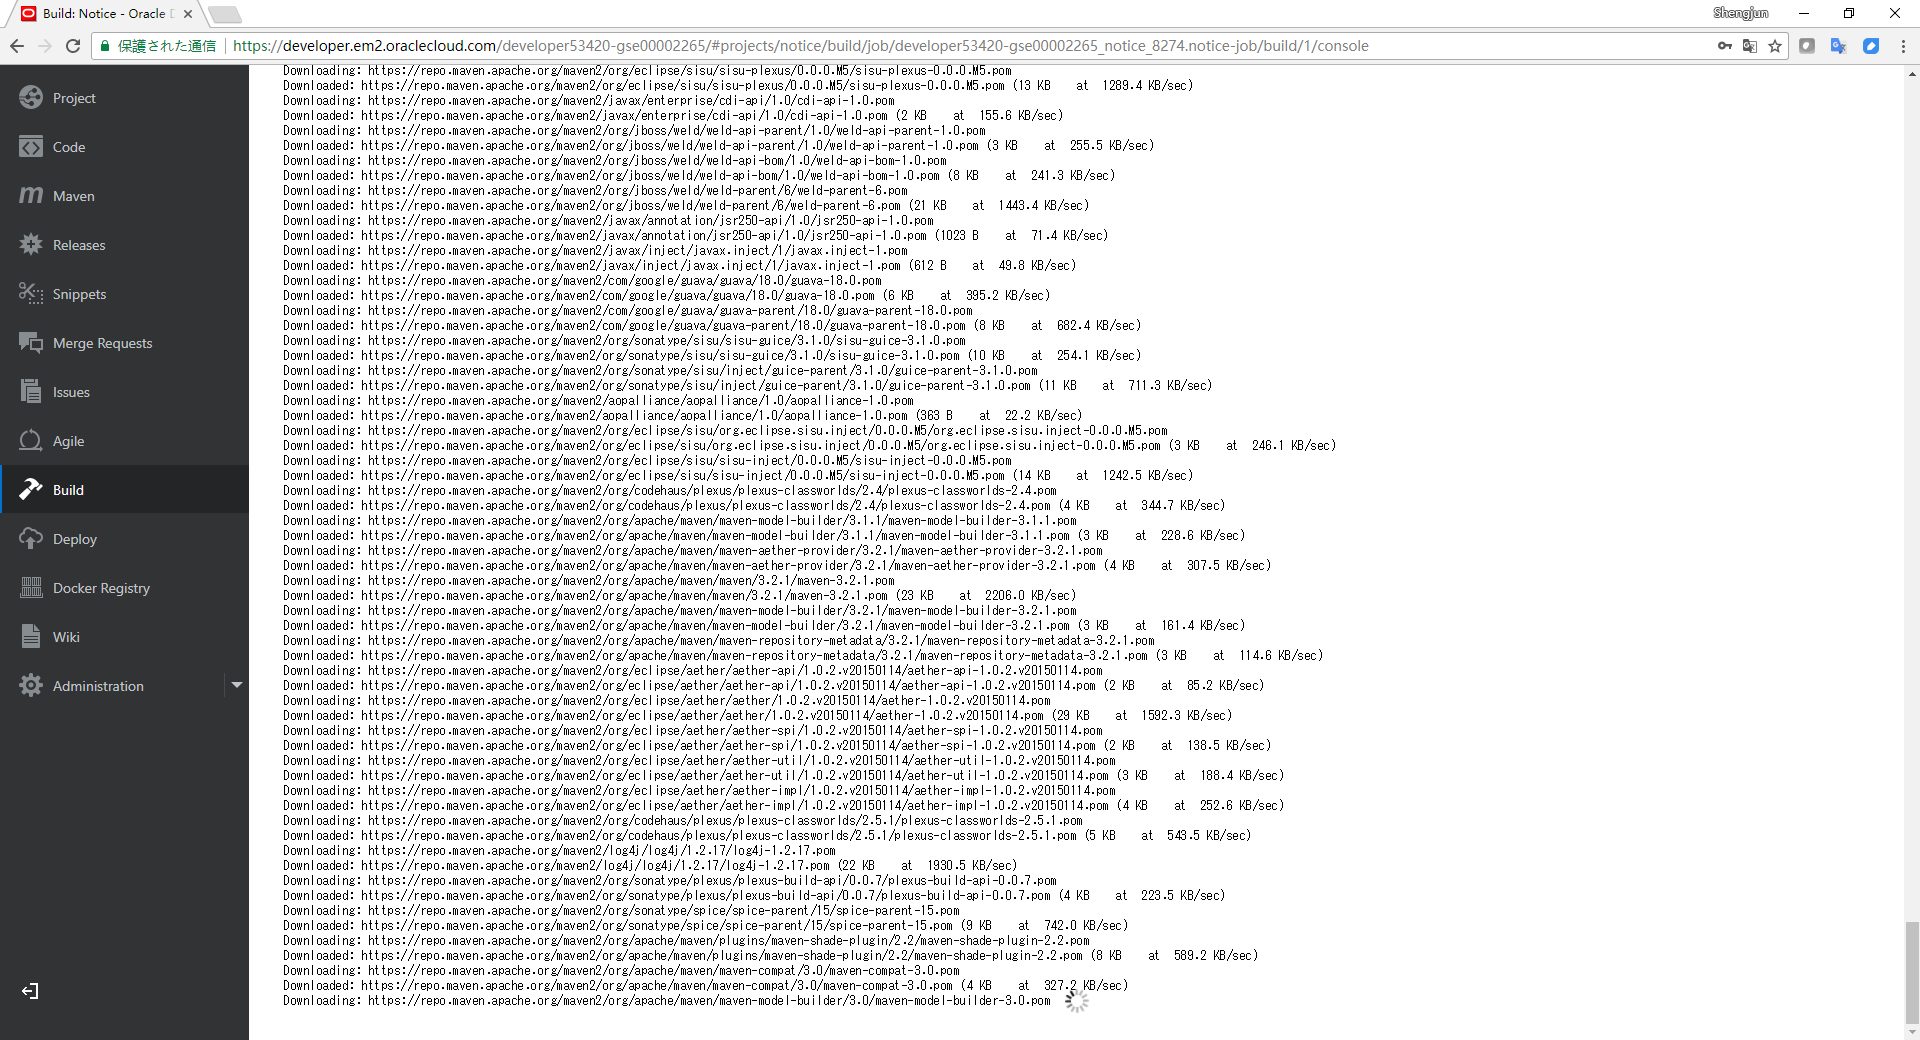 Build: Notice - Oracle D
Shengjun
保護された通信 https://developer.em2.oraclecloud.com/developer53420-gse00002265/#projects/notice/build/job/developer53420-gse00002265_notice_8274.notice-job/build/1/console
Project
Code
Maven
Releases
Snippets
Merge Requests
Issues
Agile
Build
Deploy
Docker Registry
Wiki
Administration
Downloading: https://repo.maven.apache.org/maven2/org/eclipse/sisu/sisu-plexus/0.0.0.M5/sisu-plexus-0.0.0.M5.pom
Downloaded: https://repo.maven.apache.org/maven2/org/eclipse/sisu/sisu-plexus/0.0.0.M5/sisu-plexus-0.0.0.M5.pom (13 KB at 1289.4 KB/sec)
Downloading: https://repo.maven.apache.org/maven2/javax/enterprise/cdi-api/1.0/cdi-api-1.0.pom
Downloaded: https://repo.maven.apache.org/maven2/javax/enterprise/cdi-api/1.0/cdi-api-1.0.pom (2 KB at 155.6 KB/sec)
Downloading: https://repo.maven.apache.org/maven2/org/jboss/weld/weld-api-parent/1.0/weld-api-parent-1.0.pom
Downloaded: https://repo.maven.apache.org/maven2/org/jboss/weld/weld-api-parent/1.0/weld-api-parent-1.0.pom (3 KB at 255.5 KB/sec)
Downloading: https://repo.maven.apache.org/maven2/org/jboss/weld/weld-api-bom/1.0/weld-api-bom-1.0.pom
Downloaded: https://repo.maven.apache.org/maven2/org/jboss/weld/weld-api-bom/1.0/weld-api-bom-1.0.pom (8 KB at 241.3 KB/sec)
Downloading: https://repo.maven.apache.org/maven2/org/jboss/weld/weld-parent/6/weld-parent-6.pom
Downloaded: https://repo.maven.apache.org/maven2/org/jboss/weld/weld-parent/6/weld-parent-6.pom (21 KB at 1443.4 KB/sec)
Downloading: https://repo.maven.apache.org/maven2/javax/annotation/jsr250-api/1.0/jsr250-api-1.0.pom
Downloaded: https://repo.maven.apache.org/maven2/javax/annotation/jsr250-api/1.0/jsr250-api-1.0.pom (1023 B at 71.4 KB/sec)
Downloading: https://repo.maven.apache.org/maven2/javax/inject/javax.inject/1/javax.inject-1.pom
Downloaded: https://repo.maven.apache.org/maven2/javax/inject/javax.inject/1/javax.inject-1.pom (612 B at 49.8 KB/sec)
Downloading: https://repo.maven.apache.org/maven2/com/google/guava/guava/18.0/guava-18.0.pom
Downloaded: https://repo.maven.apache.org/maven2/com/google/guava/guava/18.0/guava-18.0.pom (6 KB at 395.2 KB/sec)
Downloading: https://repo.maven.apache.org/maven2/com/google/guava/guava-parent/18.0/guava-parent-18.0.pom
Downloaded: https://repo.maven.apache.org/maven2/com/google/guava/guava-parent/18.0/guava-parent-18.0.pom (8 KB at 682.4 KB/sec)
Downloading: https://repo.maven.apache.org/maven2/org/sonatype/sisu/sisu-guice/3.1.0/sisu-guice-3.1.0.pom
Downloaded: https://repo.maven.apache.org/maven2/org/sonatype/sisu/sisu-guice/3.1.0/sisu-guice-3.1.0.pom (10 KB at 254.1 KB/sec)
Downloading: https://repo.maven.apache.org/maven2/org/sonatype/sisu/inject/guice-parent/3.1.0/guice-parent-3.1.0.pom
Downloaded: https://repo.maven.apache.org/maven2/org/sonatype/sisu/inject/guice-parent/3.1.0/guice-parent-3.1.0.pom (11 KB at 711.3 KB/sec)
Downloading: https://repo.maven.apache.org/maven2/aopalliance/aopalliance/1.0/aopalliance-1.0.pom
Downloaded: https://repo.maven.apache.org/maven2/aopalliance/aopalliance/1.0/aopalliance-1.0.pom (363 B at 22.2 KB/sec)
Downloading: https://repo.maven.apache.org/maven2/org/eclipse/sisu/org.eclipse.sisu.inject/0.0.0.M5/org.eclipse.sisu.inject-0.0.0.M5.pom
Downloaded: https://repo.maven.apache.org/maven2/org/eclipse/sisu/org.eclipse.sisu.inject/0.0.0.M5/org.eclipse.sisu.inject-0.0.0.M5.pom (3 KB at 246.1 KB/sec)
Downloading: https://repo.maven.apache.org/maven2/org/eclipse/sisu/sisu-inject/0.0.0.M5/sisu-inject-0.0.0.M5.pom
Downloaded: https://repo.maven.apache.org/maven2/org/eclipse/sisu/sisu-inject/0.0.0.M5/sisu-inject-0.0.0.M5.pom (14 KB at 1242.5 KB/sec)
Downloading: https://repo.maven.apache.org/maven2/org/codehaus/plexus/plexus-classworlds/2.4/plexus-classworlds-2.4.pom
Downloaded: https://repo.maven.apache.org/maven2/org/codehaus/plexus/plexus-classworlds/2.4/plexus-classworlds-2.4.pom (4 KB at 344.7 KB/sec)
Downloading: https://repo.maven.apache.org/maven2/org/apache/maven/maven-model-builder/3.1.1/maven-model-builder-3.1.1.pom
Downloaded: https://repo.maven.apache.org/maven2/org/apache/maven/maven-model-builder/3.1.1/maven-model-builder-3.1.1.pom (3 KB at 228.6 KB/sec)
Downloading: https://repo.maven.apache.org/maven2/org/apache/maven/maven-aether-provider/3.2.1/maven-aether-provider-3.2.1.pom
Downloaded: https://repo.maven.apache.org/maven2/org/apache/maven/maven-aether-provider/3.2.1/maven-aether-provider-3.2.1.pom (4 KB at 307.5 KB/sec)
Downloading: https://repo.maven.apache.org/maven2/org/apache/maven/maven/3.2.1/maven-3.2.1.pom
Downloaded: https://repo.maven.apache.org/maven2/org/apache/maven/maven/3.2.1/maven-3.2.1.pom (23 KB at 2206.0 KB/sec)
Downloading: https://repo.maven.apache.org/maven2/org/apache/maven/maven-model-builder/3.2.1/maven-model-builder-3.2.1.pom
Downloaded: https://repo.maven.apache.org/maven2/org/apache/maven/maven-model-builder/3.2.1/maven-model-builder-3.2.1.pom (3 KB at 161.4 KB/sec)
Downloading: https://repo.maven.apache.org/maven2/org/apache/maven/maven-repository-metadata/3.2.1/maven-repository-metadata-3.2.1.pom
Downloaded: https://repo.maven.apache.org/maven2/org/apache/maven/maven-repository-metadata/3.2.1/maven-repository-metadata-3.2.1.pom (3 KB at 114.6 KB/sec)
Downloading: https://repo.maven.apache.org/maven2/org/eclipse/aether/aether-api/1.0.2.v20150114/aether-api-1.0.2.v20150114.pom
Downloaded: https://repo.maven.apache.org/maven2/org/eclipse/aether/aether-api/1.0.2.v20150114/aether-api-1.0.2.v20150114.pom (2 KB at 85.2 KB/sec)
Downloading: https://repo.maven.apache.org/maven2/org/eclipse/aether/aether/1.0.2.v20150114/aether-1.0.2.v20150114.pom
Downloaded: https://repo.maven.apache.org/maven2/org/eclipse/aether/aether/1.0.2.v20150114/aether-1.0.2.v20150114.pom (29 KB at 1592.3 KB/sec)
Downloading: https://repo.maven.apache.org/maven2/org/eclipse/aether/aether-spi/1.0.2.v20150114/aether-spi-1.0.2.v20150114.pom
Downloaded: https://repo.maven.apache.org/maven2/org/eclipse/aether/aether-spi/1.0.2.v20150114/aether-spi-1.0.2.v20150114.pom (2 KB at 138.5 KB/sec)
Downloading: https://repo.maven.apache.org/maven2/org/eclipse/aether/aether-util/1.0.2.v20150114/aether-util-1.0.2.v20150114.pom
Downloaded: https://repo.maven.apache.org/maven2/org/eclipse/aether/aether-util/1.0.2.v20150114/aether-util-1.0.2.v20150114.pom (3 KB at 188.4 KB/sec)
Downloading: https://repo.maven.apache.org/maven2/org/eclipse/aether/aether-impl/1.0.2.v20150114/aether-impl-1.0.2.v20150114.pom
Downloaded: https://repo.maven.apache.org/maven2/org/eclipse/aether/aether-impl/1.0.2.v20150114/aether-impl-1.0.2.v20150114.pom (4 KB at 252.6 KB/sec)
Downloading: https://repo.maven.apache.org/maven2/org/codehaus/plexus/plexus-classworlds/2.5.1/plexus-classworlds-2.5.1.pom
Downloaded: https://repo.maven.apache.org/maven2/org/codehaus/plexus/plexus-classworlds/2.5.1/plexus-classworlds-2.5.1.pom (5 KB at 543.5 KB/sec)
Downloading: https://repo.maven.apache.org/maven2/log4j/log4j/1.2.17/log4j-1.2.17.pom
Downloaded: https://repo.maven.apache.org/maven2/log4j/log4j/1.2.17/log4j-1.2.17.pom (22 KB at 1930.5 KB/sec)
Downloading: https://repo.maven.apache.org/maven2/org/sonatype/plexus/plexus-build-api/0.0.7/plexus-build-api-0.0.7.pom
Downloaded: https://repo.maven.apache.org/maven2/org/sonatype/plexus/plexus-build-api/0.0.7/plexus-build-api-0.0.7.pom (4 KB at 223.5 KB/sec)
Downloading: https://repo.maven.apache.org/maven2/org/sonatype/spice/spice-parent/15/spice-parent-15.pom
Downloaded: https://repo.maven.apache.org/maven2/org/sonatype/spice/spice-parent/15/spice-parent-15.pom (9 KB at 742.0 KB/sec)
Downloading: https://repo.maven.apache.org/maven2/org/apache/maven/plugins/maven-shade-plugin/2.2/maven-shade-plugin-2.2.pom
Downloaded: https://repo.maven.apache.org/maven2/org/apache/maven/plugins/maven-shade-plugin/2.2/maven-shade-plugin-2.2.pom (8 KB at 589.2 KB/sec)
Downloading: https://repo.maven.apache.org/maven2/org/apache/maven/maven-compat/3.0/maven-compat-3.0.pom
Downloaded: https://repo.maven.apache.org/maven2/org/apache/maven/maven-compat/3.0/maven-compat-3.0.pom (4 KB at 327.2 KB/sec)
Downloading: https://repo.maven.apache.org/maven2/org/apache/maven/maven-model-builder/3.0/maven-model-builder-3.0.pom